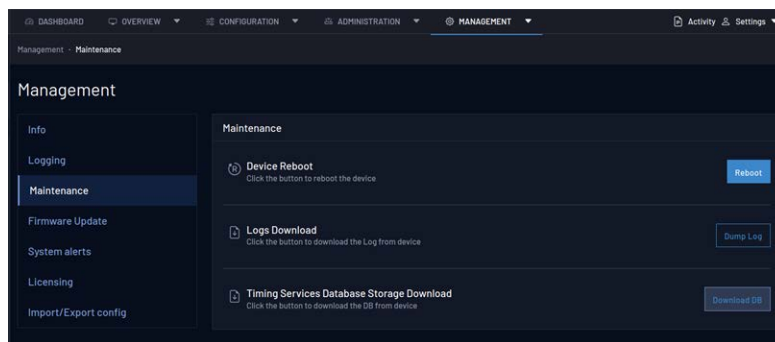 DASHBOARD OVERVIEW CONFIGURATION ADMINISTRATION MANAGEMENT Activity Settings
Management - Maintenance
Management
Info
Logging
Maintenance
Firmware Update
System alerts
Licensing
Import/Export config
Maintenance
Device Reboot
Click the button to reboot the device
Reboot
Logs Download
Click the button to download the Log from device
Dump Log
Timing Services Database Storage Download
Click the button to download the DB from device
Download DB